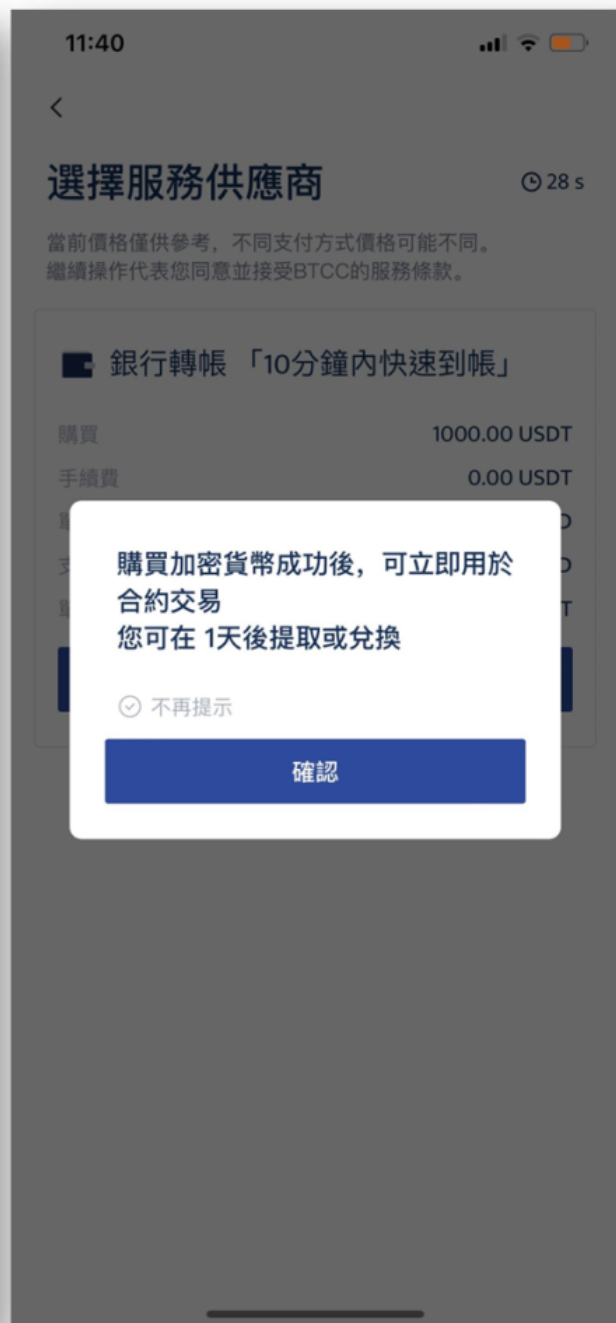 11:40
選擇服務供應商
28 s
當前價格僅供參考，不同支付方式價格可能不同。
繼續操作代表您同意並接受BTCC的服務條款。
銀行轉帳 「10分鐘內快速到帳」
購買 1000.00 USDT
手續費 0.00 USDT
購買加密貨幣成功後，可立即用於
合約交易
您可在 1天後提取或兌換
不再提示
確認